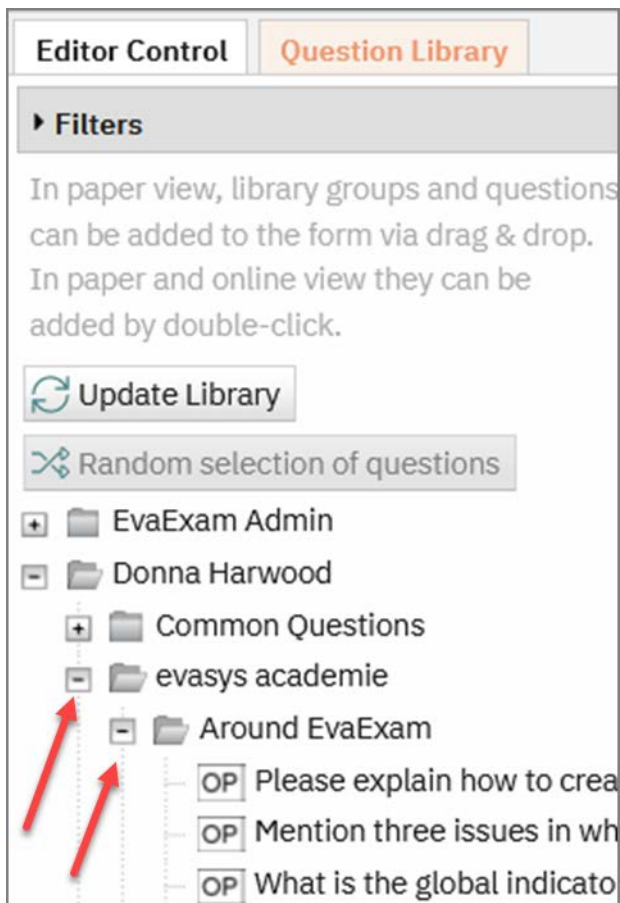 Editor Control Question Library
Filters
In paper view, library groups and questions
can be added to the form via drag & drop.
In paper and online view they can be
added by double-click.
Update Library
Random selection of questions
EvaExam Admin
Donna Harwood
Common Questions
evasys academie
Around EvaExam
OP Please explain how to crea
OP Mention three issues in wh
OP What is the global indicato